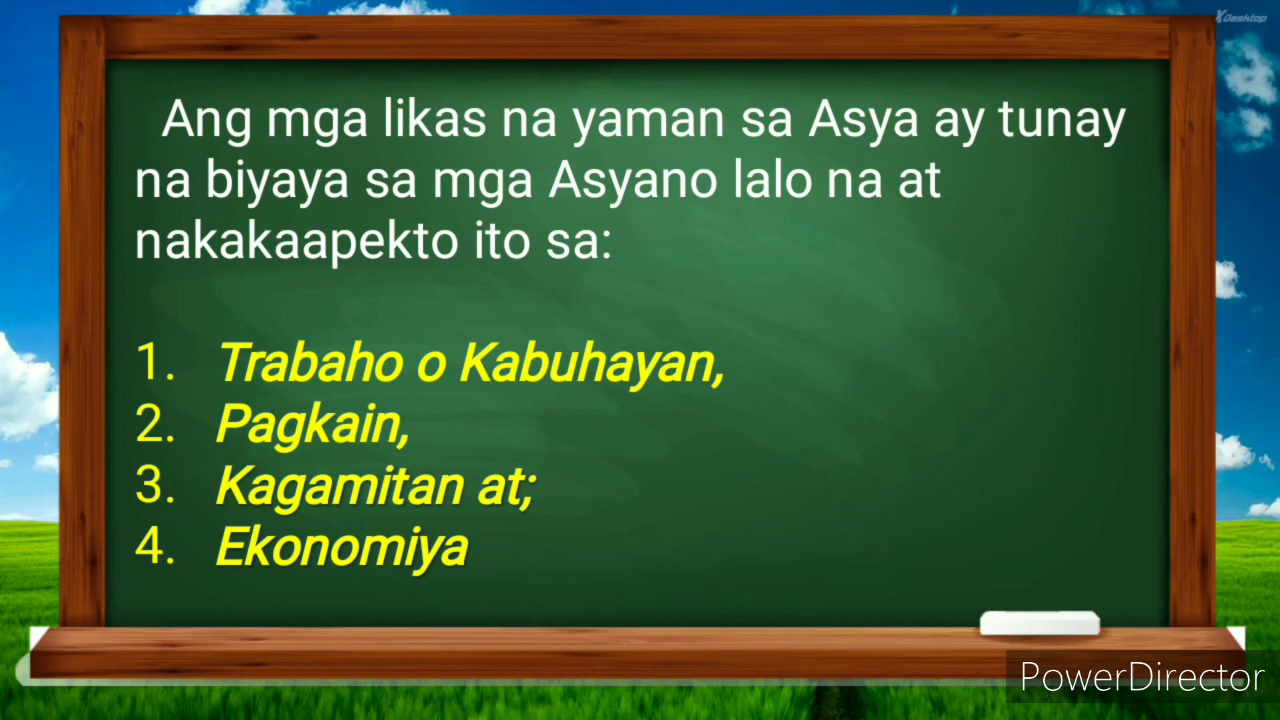 XDesktop
Ang mga likas na yaman sa Asya ay tunay
na biyaya sa mga Asyano lalo na at
nakakaapekto ito sa:
1. Trabaho o Kabuhayan,
2. Pagkain,
3. Kagamitan at;
4. Ekonomiya
PowerDirector